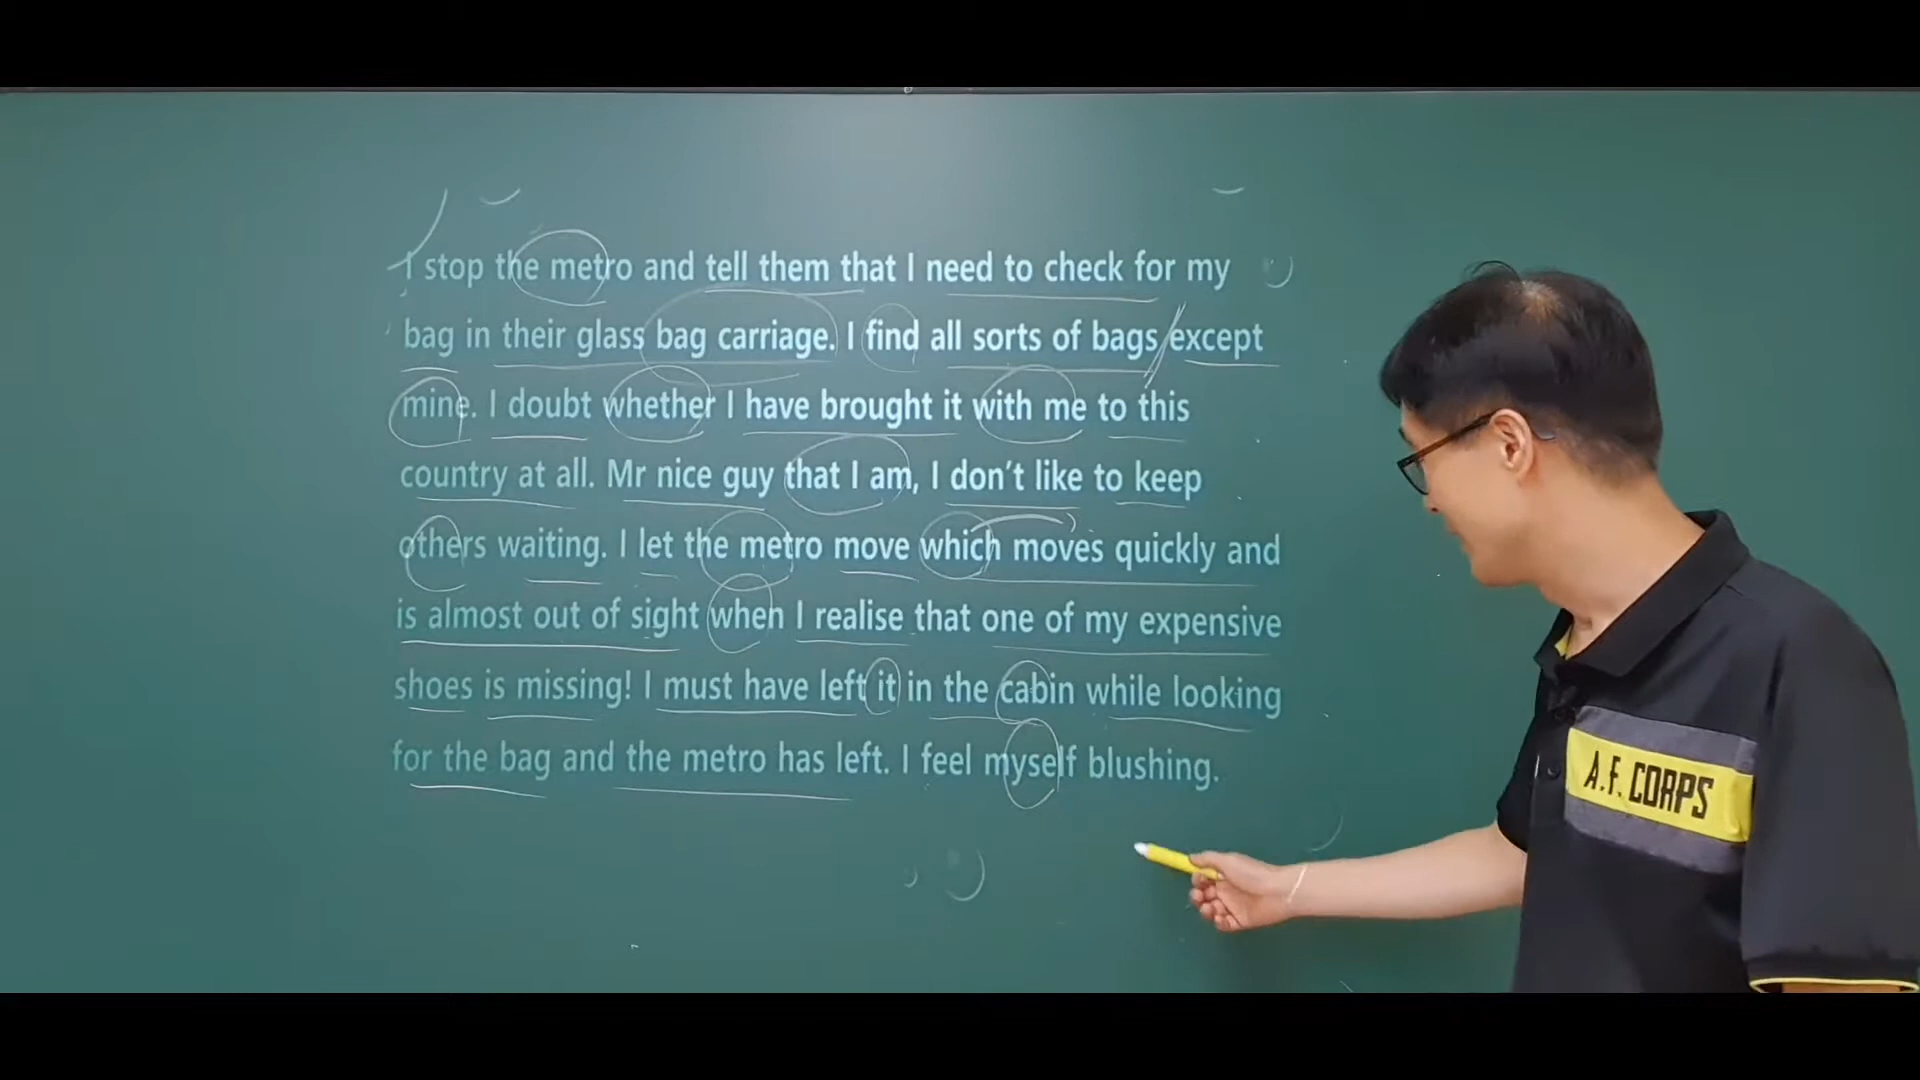 I stop the metro and tell them that I need to check for my
bag in their glass bag carriage. I find all sorts of bags except
mine. I doubt whether I have brought it with me to this
country at all. Mr nice guy that I am, I don't like to keep
others waiting. I let the metro move which moves quickly and
is almost out of sight when I realise that one of my expensive
shoes is missing! I must have left it in the cabin while looking
for the bag and the metro has left. I feel myself blushing.
A.F. CORPS